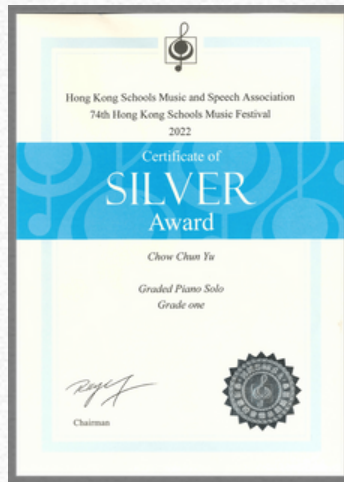 Hong Kong Schools Music and Speech Association
74th Hong Kong Schools Music Festival
2022
Certificate of
SILVER
Award
Chow Chun Yu
Graded Piano Solo
Grade one
Chairman